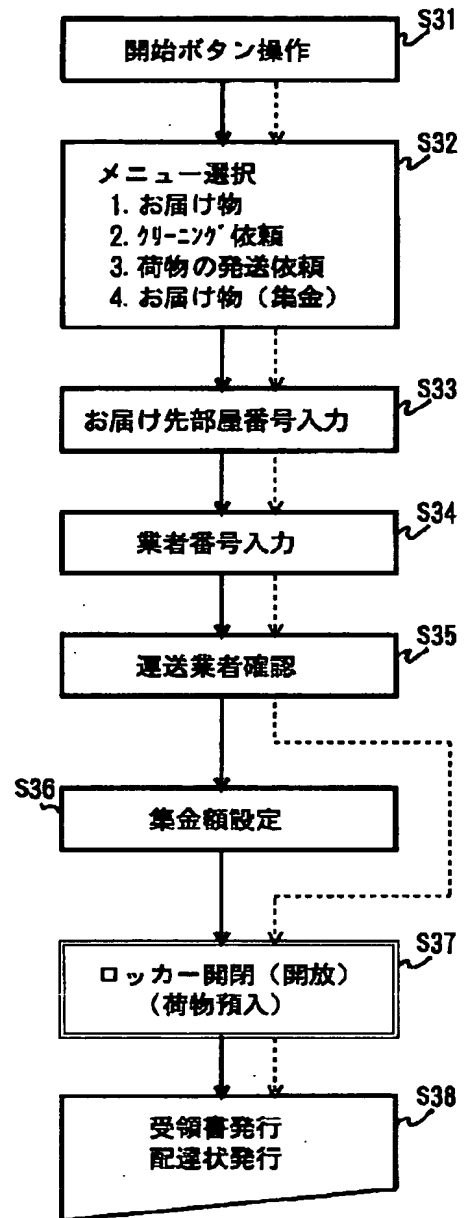 S31
開始ボタン操作
S32
メニュー選択
1. お届け物
2. クリーニング依頼
3. 荷物の発送依頼
4. お届け物（集金）
S33
お届け先部屋番号入力
S34
業者番号入力
S35
運送業者確認
S36
集金額設定
S37
ロッカー開閉（開放）
（荷物預入）
S38
受領書発行
配達状発行